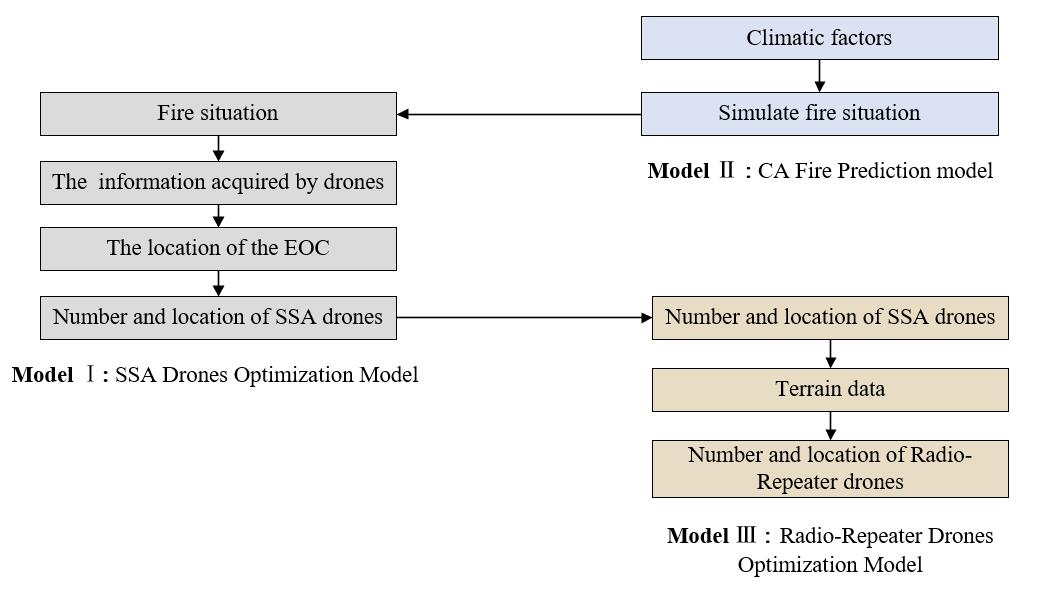 Climatic factors
Simulate fire situation
Model Ⅱ : CA Fire Prediction model
Fire situation
The information acquired by drones
The location of the EOC
Number and location of SSA drones
Model Ⅰ : SSA Drones Optimization Model
Number and location of SSA drones
Terrain data
Number and location of Radio-
Repeater drones
Model Ⅲ : Radio-Repeater Drones
Optimization Model